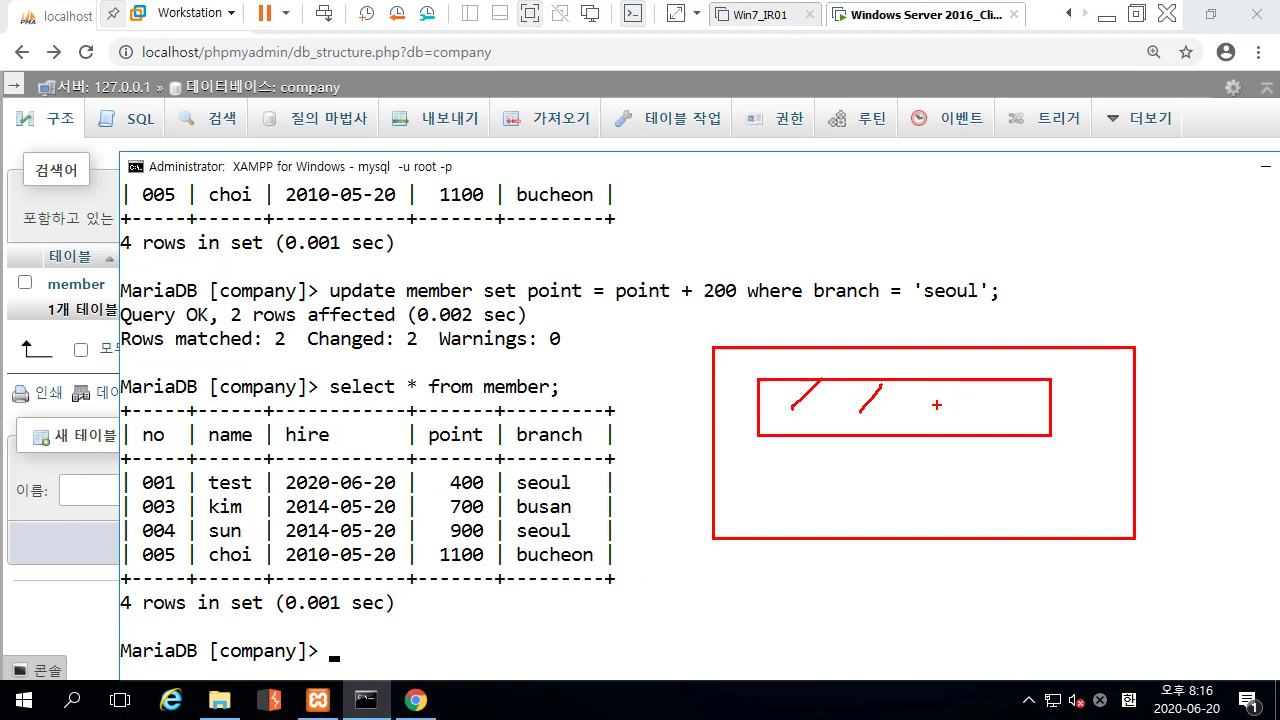 localhost
Workstation
Win7_IR01
Windows Server 2016_Cli...
localhost/phpmyadmin/db_structure.php?db=company
서버: 127.0.0.1 » 데이터베이스: company
구조 SQL 검색 질의 마법사 내보내기 가져오기 테이블 작업 권한 루틴 이벤트 트리거 더보기
검색어
포함하고 있는
테이블
member
1개 테이블
모두
인쇄
새 테이블
이름:
콘솔
Administrator: XAMPP for Windows - mysql -u root -p
| 005 | choi | 2010-05-20 | 1100 | bucheon |
+-----+------+------------+-------+---------+
4 rows in set (0.001 sec)
MariaDB [company]> update member set point = point + 200 where branch = 'seoul';
Query OK, 2 rows affected (0.002 sec)
Rows matched: 2 Changed: 2 Warnings: 0
MariaDB [company]> select * from member;
+-----+------+------------+-------+---------+
| no | name | hire | point | branch |
+-----+------+------------+-------+---------+
| 001 | test | 2020-06-20 | 400 | seoul |
| 003 | kim | 2014-05-20 | 700 | busan |
| 004 | sun | 2014-05-20 | 900 | seoul |
| 005 | choi | 2010-05-20 | 1100 | bucheon |
+-----+------+------------+-------+---------+
4 rows in set (0.001 sec)
MariaDB [company]>
한
오후 8:16
2020-06-20
1